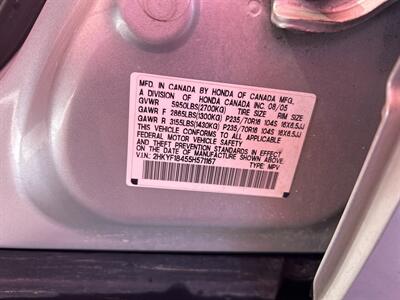 MFD. IN CANADA BY HONDA OF CANADA MFG.
A DIVISION OF HONDA CANADA INC. 08/05
GVWR 5950LBS(2700KG) TIRE SIZE RIM SIZE
GAWR F 2865LBS(1300KG) P235/70R16 104S 16X6.5JJ
GAWR R 3155LBS(1430KG) P235/70R16 104S 16X6.5JJ
THIS VEHICLE CONFORMS TO ALL APPLICABLE
FEDERAL MOTOR VEHICLE SAFETY
AND THEFT PREVENTION STANDARDS IN EFFECT
ON THE DATE OF MANUFACTURE SHOWN ABOVE.
V.I.N.: 2HKYF18455H571167 TYPE: MPV